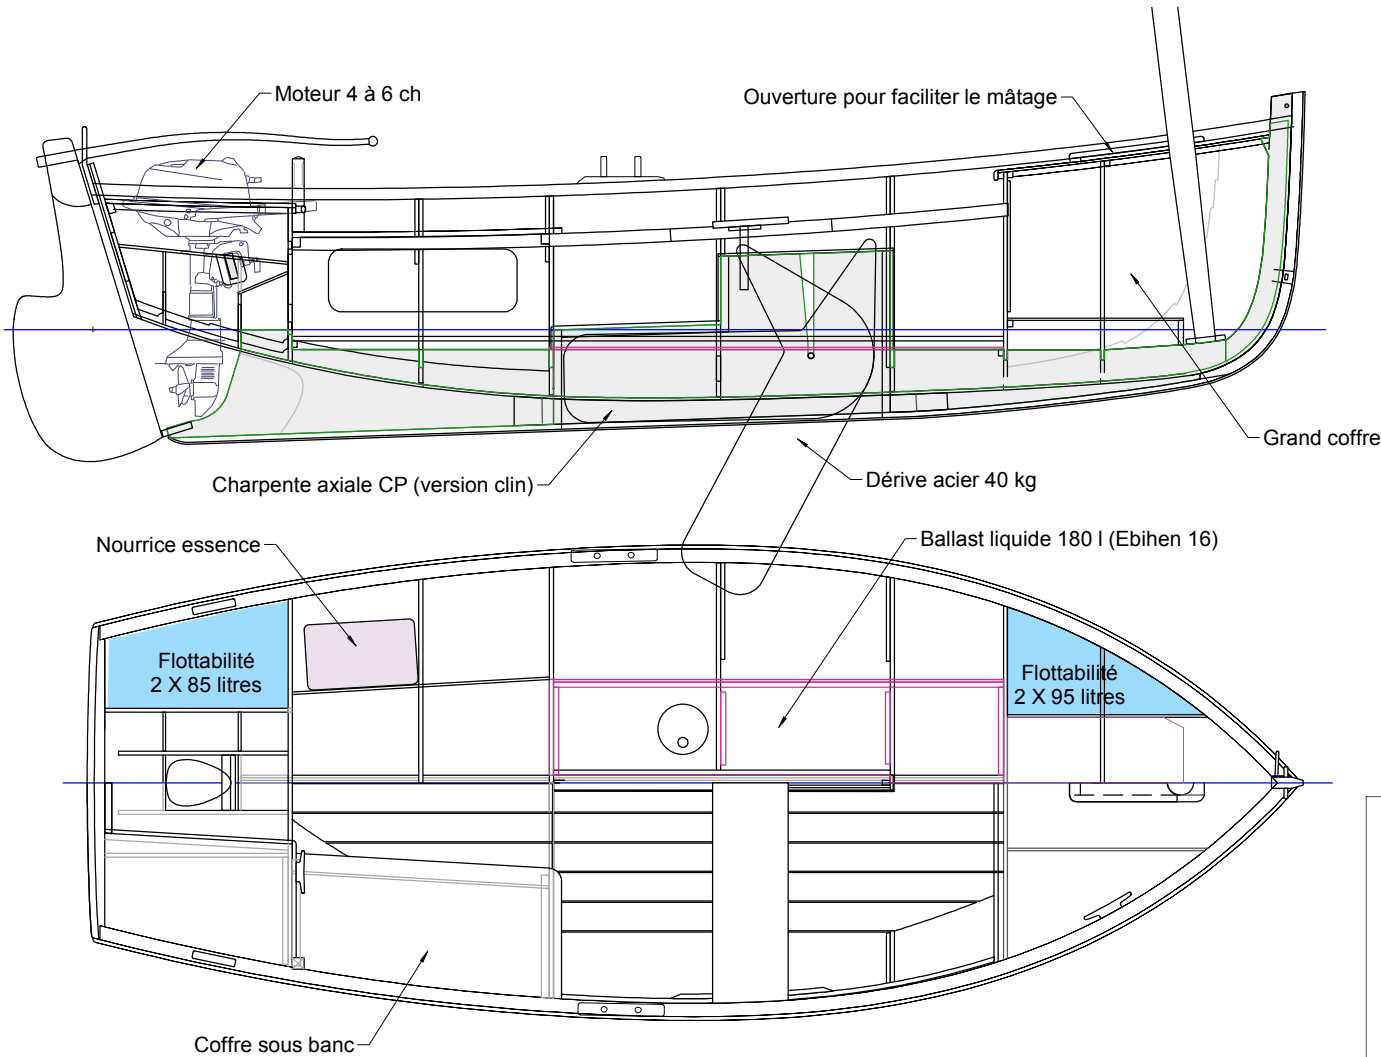 Moteur 4 à 6 ch
Ouverture pour faciliter le mâtage
Grand coffre
Charpente axiale CP (version clin)
Dérive acier 40 kg
Nourrice essence
Ballast liquide 180 l (Ebihen 16)
Flottabilité
2 X 85 litres
Flottabilité
2 X 95 litres
Coffre sous banc